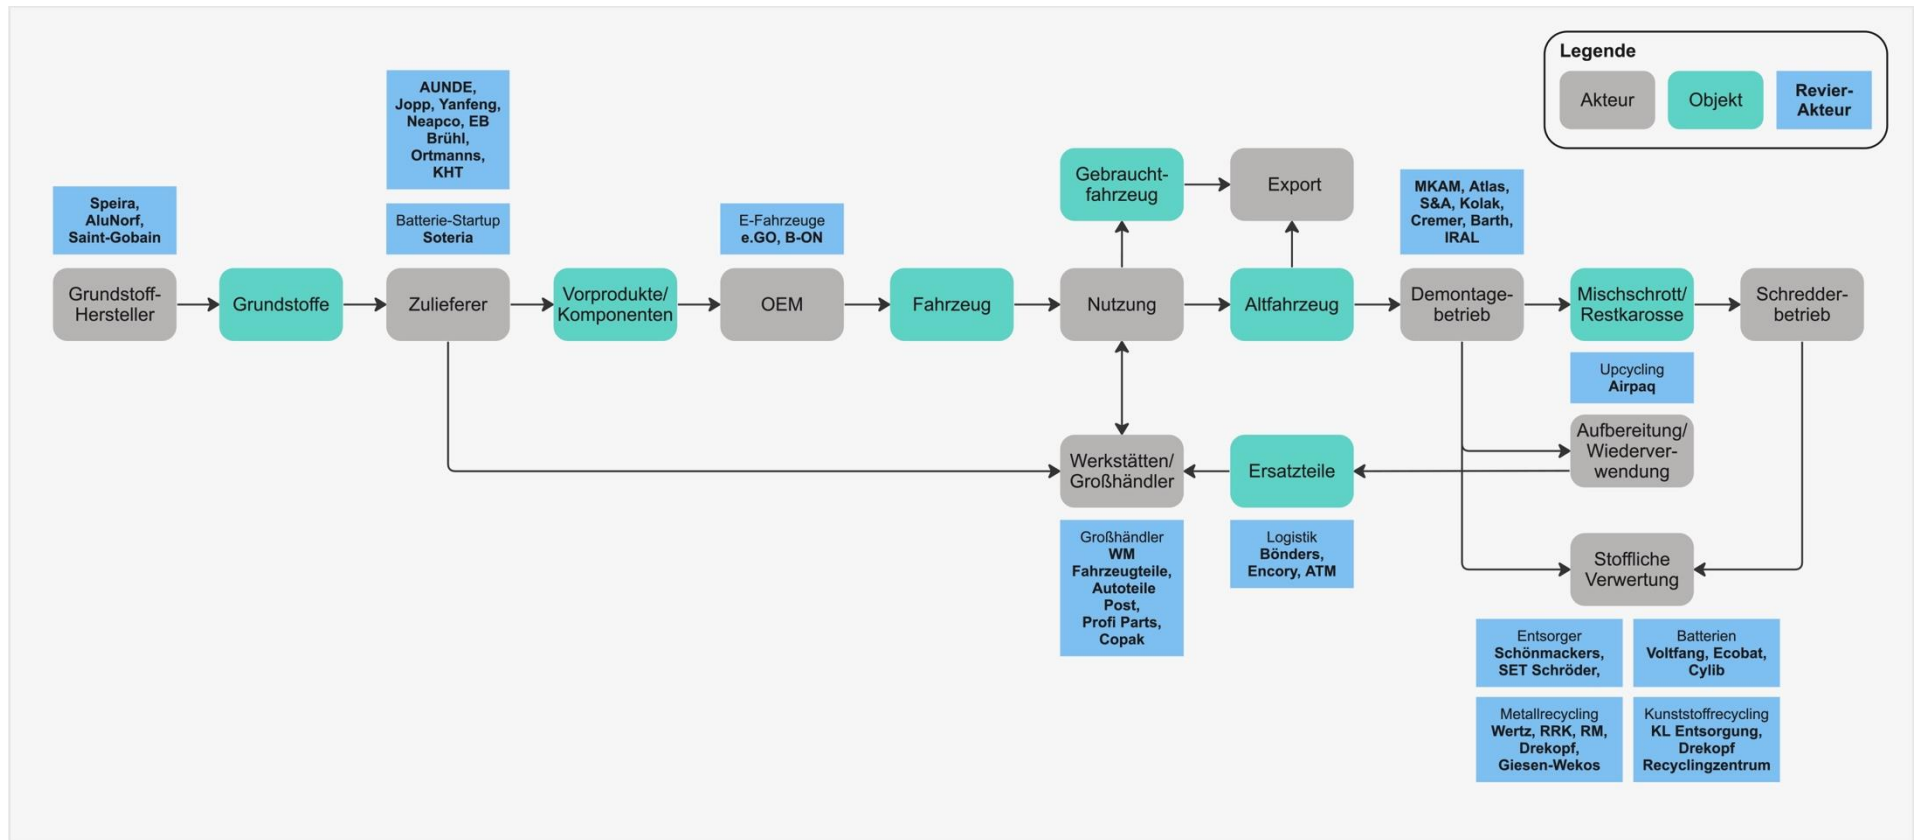 Legende
Akteur
Objekt
Revier-
Akteur
AUNDE,
Jopp, Yanfeng,
Neapco, EB
Brühl,
Ortmanns,
KHT
Speira,
AluNorf,
Saint-Gobain
Batterie-Startup
Soteria
E-Fahrzeuge
e.GO, B-ON
Gebraucht-
fahrzeug
Export
MKAM, Atlas,
S&A, Kolak,
Cremer, Barth,
IRAL
Grundstoff-
Hersteller
Grundstoffe
Zulieferer
Vorprodukte/
Komponenten
OEM
Fahrzeug
Nutzung
Altfahrzeug
Demontage-
betrieb
Mischschrott/
Restkarosse
Schredder-
betrieb
Upcycling
Airpaq
Werkstätten/
Großhändler
Ersatzteile
Aufbereitung/
Wiederver-
wendung
Großhändler
WM
Fahrzeugteile,
Autoteile
Post,
Profi Parts,
Copak
Logistik
Bönders,
Encory, ATM
Stoffliche
Verwertung
Entsorger
Schönmackers,
SET Schröder,
Batterien
Voltfang, Ecobat,
Cylib
Metallrecycling
Wertz, RRK, RM,
Drekopf,
Giesen-Wekos
Kunststoffrecycling
KL Entsorgung,
Drekopf
Recyclingzentrum